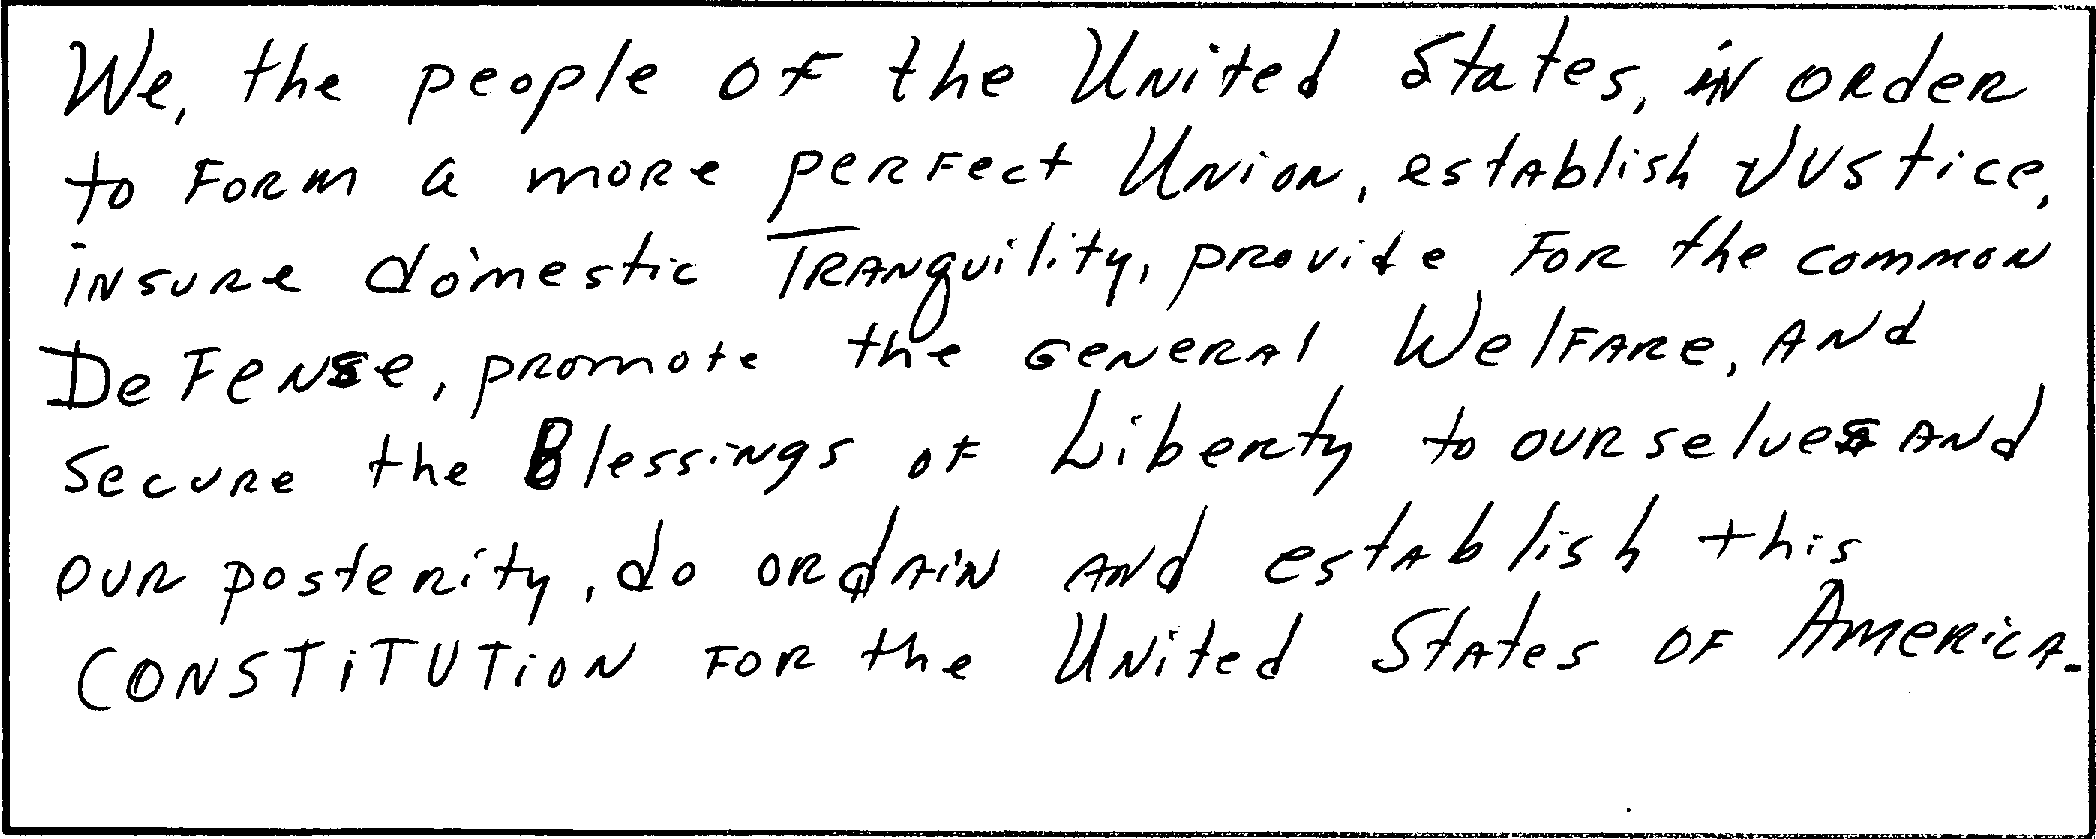 We, the people of the United States, in order
to form a more perfect Union, establish Justice,
insure domestic Tranquility, provide for the common
Defense, promote the general Welfare, and
secure the Blessings of Liberty to ourselves and
our posterity, do ordain and establish this
CONSTITUTION for the United States of America.